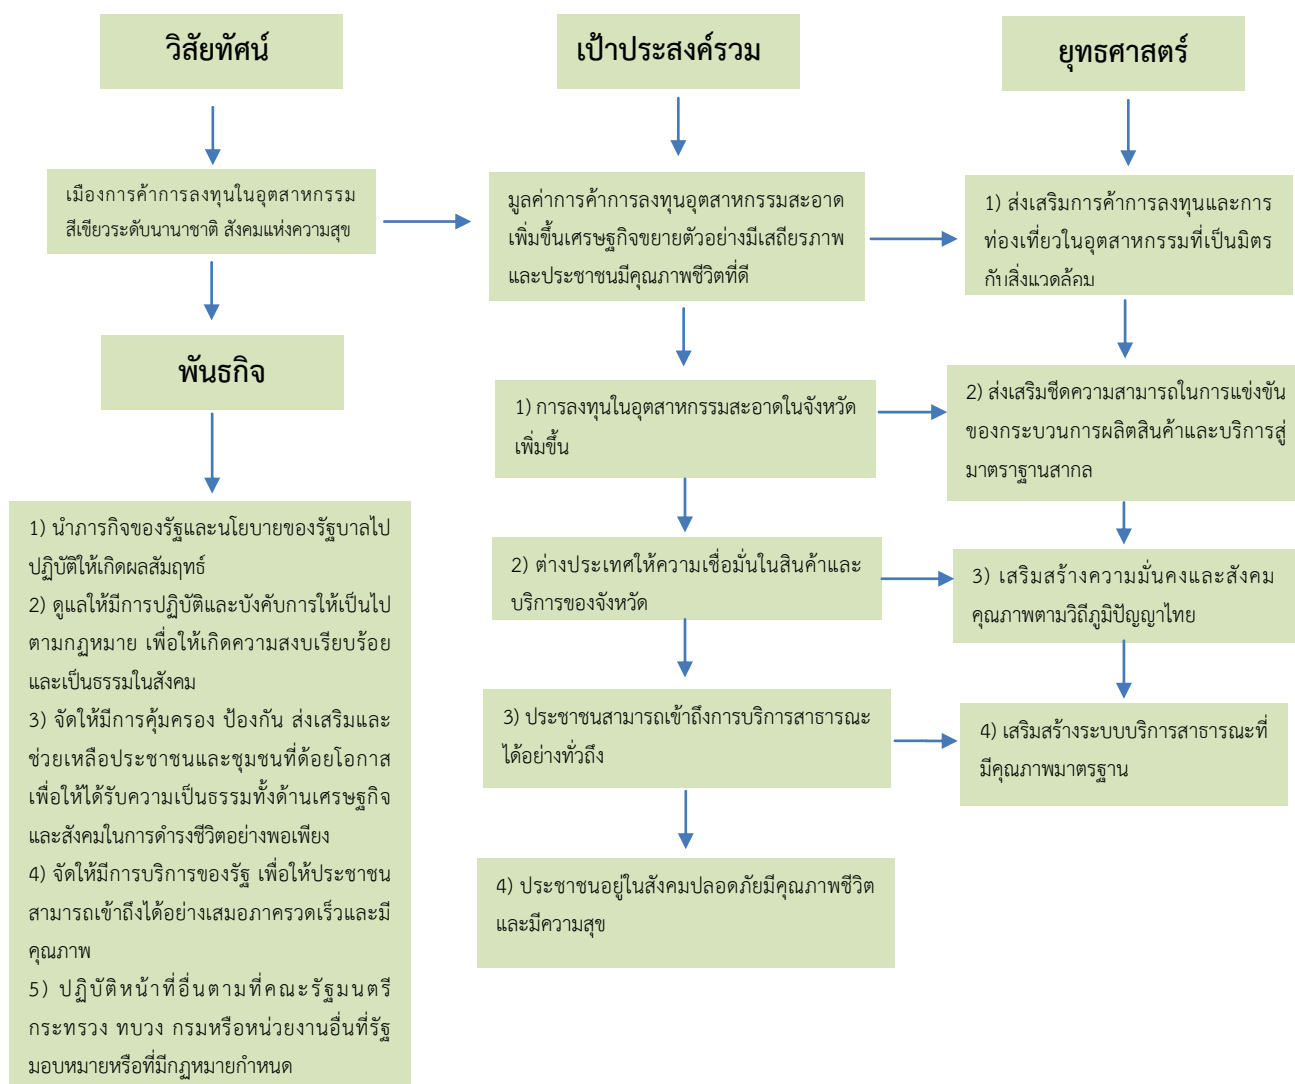 วิสัยทัศน์
เมืองการค้าการลงทุนในอุตสาหกรรม
สีเขียวระดับนานาชาติ สังคมแห่งความสุข
พันธกิจ
1) นำภารกิจของรัฐและนโยบายของรัฐบาลไป
ปฏิบัติให้เกิดผลสัมฤทธ์
2) ดูแลให้มีการปฏิบัติและบังคับการให้เป็นไป
ตามกฎหมาย เพื่อให้เกิดความสงบเรียบร้อย
และเป็นธรรมในสังคม
3) จัดให้มีการคุ้มครอง ป้องกัน ส่งเสริมและ
ช่วยเหลือประชาชนและชุมชนที่ด้อยโอกาส
เพื่อให้ได้รับความเป็นธรรมทั้งด้านเศรษฐกิจ
และสังคมในการดำรงชีวิตอย่างพอเพียง
4) จัดให้มีการบริการของรัฐ เพื่อให้ประชาชน
สามารถเข้าถึงได้อย่างเสมอภาครวดเร็วและมี
คุณภาพ
5) ปฏิบัติหน้าที่อื่นตามที่คณะรัฐมนตรี
กระทรวง ทบวง กรมหรือหน่วยงานอื่นที่รัฐ
มอบหมายหรือที่มีกฎหมายกำหนด
เป้าประสงค์รวม
มูลค่าการค้าการลงทุนอุตสาหกรรมสะอาด
เพิ่มขึ้นเศรษฐกิจขยายตัวอย่างมีเสถียรภาพ
และประชาชนมีคุณภาพชีวิตที่ดี
1) การลงทุนในอุตสาหกรรมสะอาดในจังหวัด
เพิ่มขึ้น
2) ต่างประเทศให้ความเชื่อมั่นในสินค้าและ
บริการของจังหวัด
3) ประชาชนสามารถเข้าถึงการบริการสาธารณะ
ได้อย่างทั่วถึง
4) ประชาชนอยู่ในสังคมปลอดภัยมีคุณภาพชีวิต
และมีความสุข
ยุทธศาสตร์
1) ส่งเสริมการค้าการลงทุนและการ
ท่องเที่ยวในอุตสาหกรรมที่เป็นมิตร
กับสิ่งแวดล้อม
2) ส่งเสริมขีดความสามารถในการแข่งขัน
ของกระบวนการผลิตสินค้าและบริการสู่
มาตราฐานสากล
3) เสริมสร้างความมั่นคงและสังคม
คุณภาพตามวิถีภูมิปัญญาไทย
4) เสริมสร้างระบบบริการสาธารณะที่
มีคุณภาพมาตรฐาน